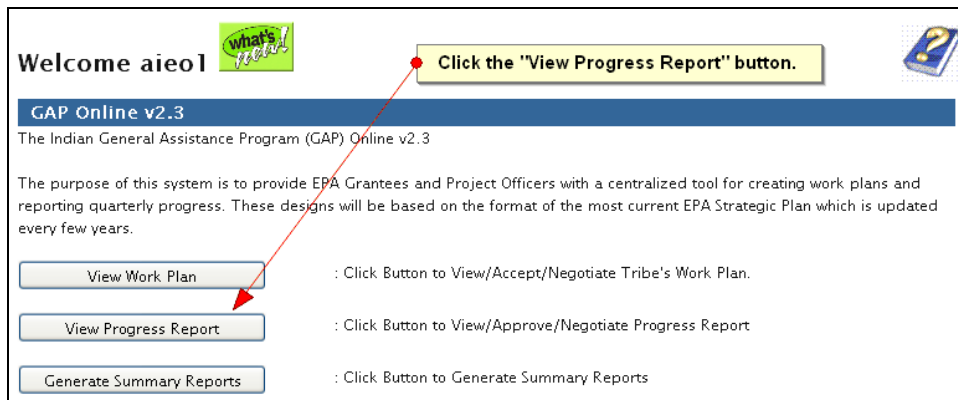 Welcome aieo1
what's new!
Click the "View Progress Report" button.
?
GAP Online v2.3
The Indian General Assistance Program (GAP) Online v2.3
The purpose of this system is to provide EPA Grantees and Project Officers with a centralized tool for creating work plans and
reporting quarterly progress. These designs will be based on the format of the most current EPA Strategic Plan which is updated
every few years.
View Work Plan : Click Button to View/Accept/Negotiate Tribe's Work Plan.
View Progress Report : Click Button to View/Approve/Negotiate Progress Report
Generate Summary Reports : Click Button to Generate Summary Reports